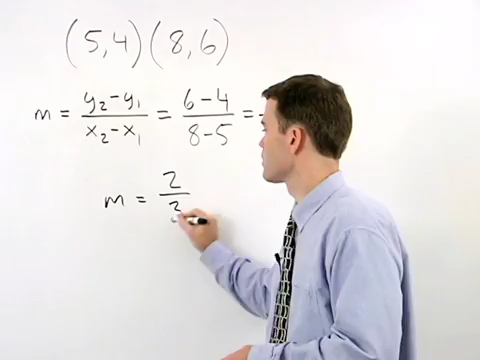 (5,4) (8,6)
m = y₂-y₁/x₂-x₁ = 6-4/8-5 =
m = 2/3